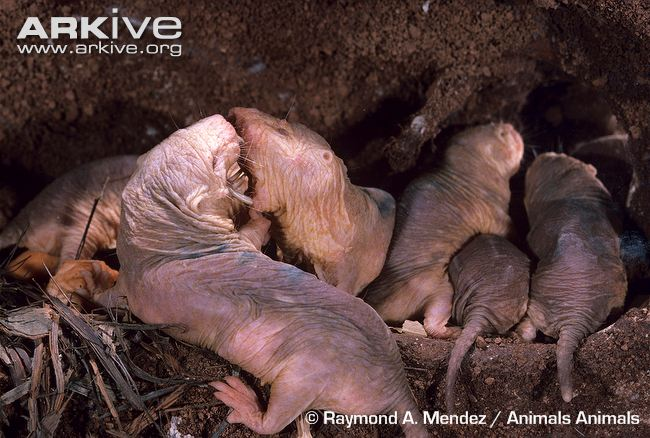 ARKIVE
www.arkive.org
© Raymond A. Mendez / Animals Animals